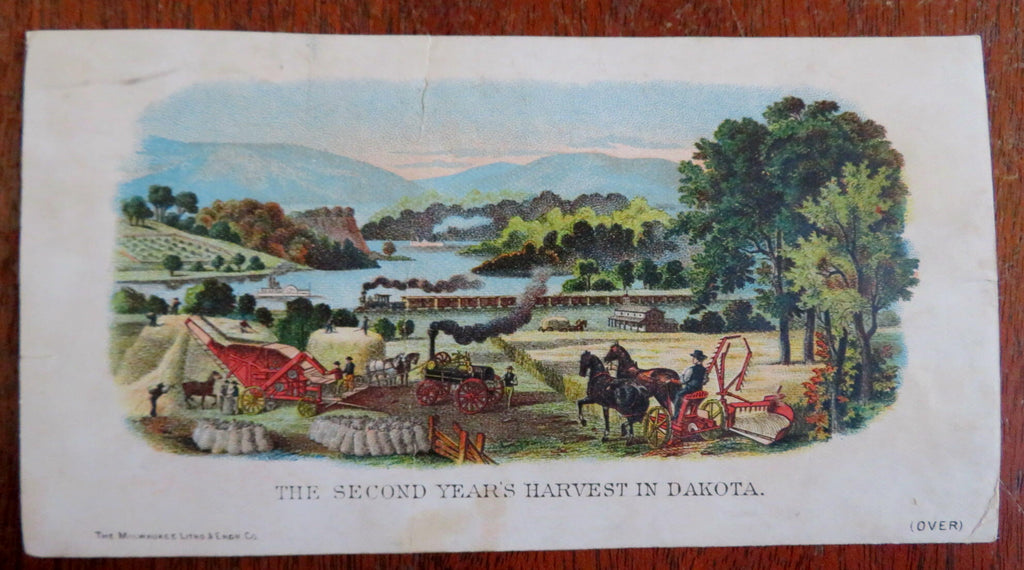 THE SECOND YEAR'S HARVEST IN DAKOTA.
(OVER)
THE MILWAUKEE LITHO & ENGR CO